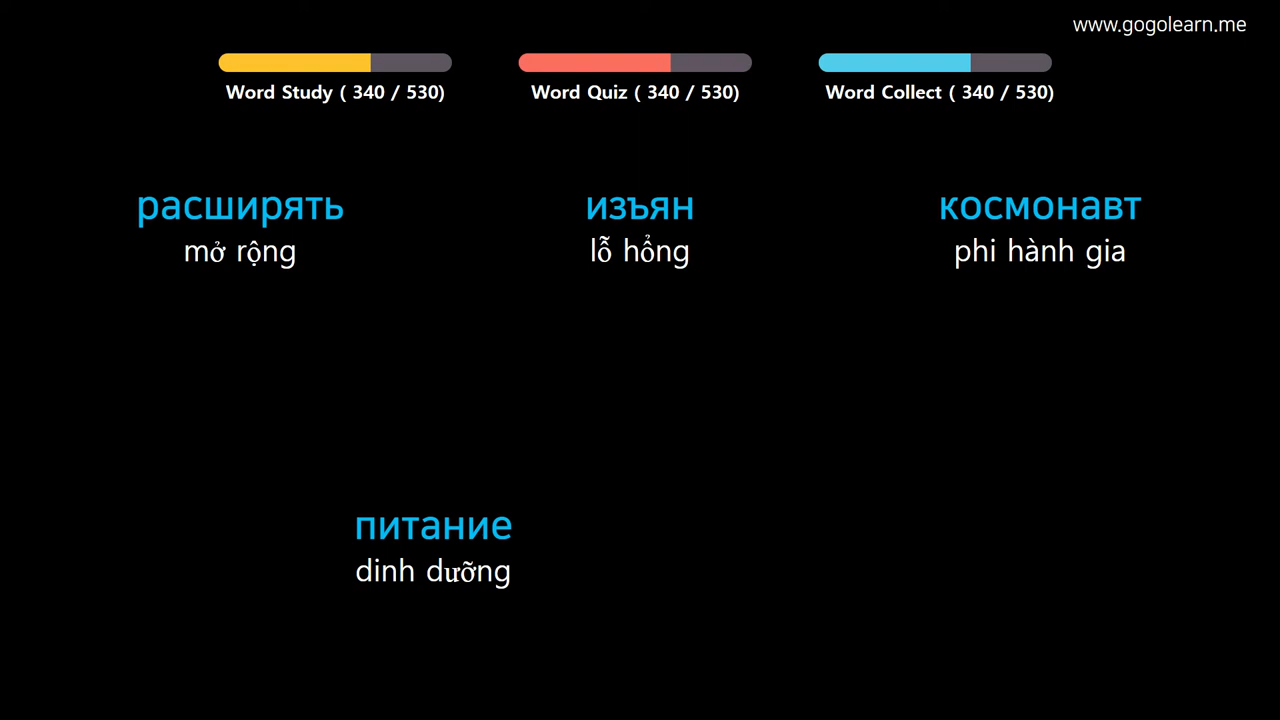 www.gogolearn.me
Word Study ( 340 / 530)
Word Quiz ( 340 / 530)
Word Collect ( 340 / 530)
расширять
mở rộng
изъян
lỗ hổng
космонавт
phi hành gia
питание
dinh dưỡng